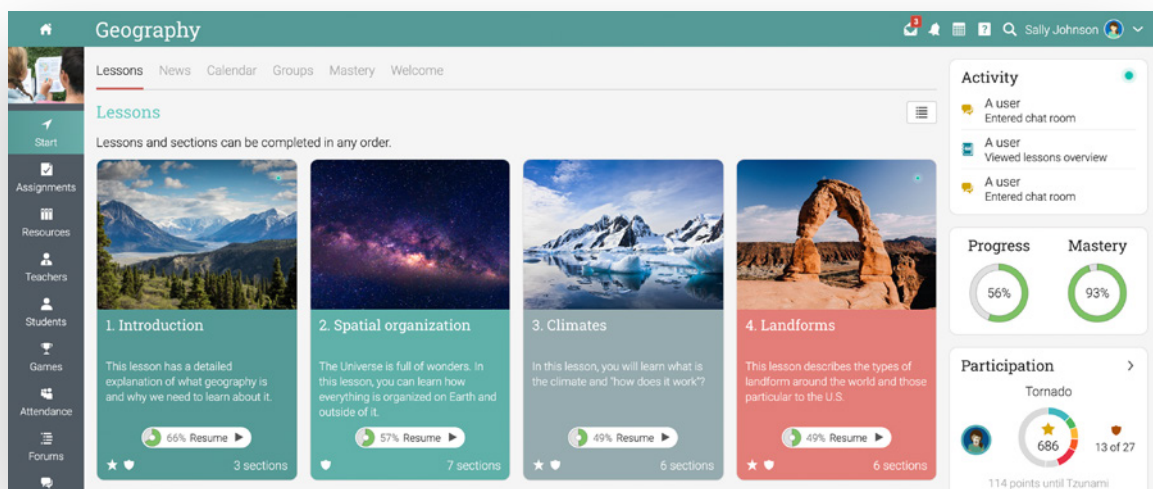 Geography
3
?
Sally Johnson
Start
Assignments
Resources
Teachers
Students
Games
Attendance
Forums
Lessons News Calendar Groups Mastery Welcome
Lessons
Lessons and sections can be completed in any order.
1. Introduction
This lesson has a detailed
explanation of what geography is
and why we need to learn about it.
66% Resume
3 sections
2. Spatial organization
The Universe is full of wonders. In
this lesson, you can learn how
everything is organized on Earth and
outside of it.
57% Resume
7 sections
3. Climates
In this lesson, you will learn what is
the climate and "how does it work"?
49% Resume
6 sections
4. Landforms
This lesson describes the types of
landform around the world and those
particular to the U.S.
49% Resume
6 sections
Activity
A user
Entered chat room
A user
Viewed lessons overview
A user
Entered chat room
Progress Mastery
56% 93%
Participation
Tornado
686
13 of 27
114 points until Tzunami